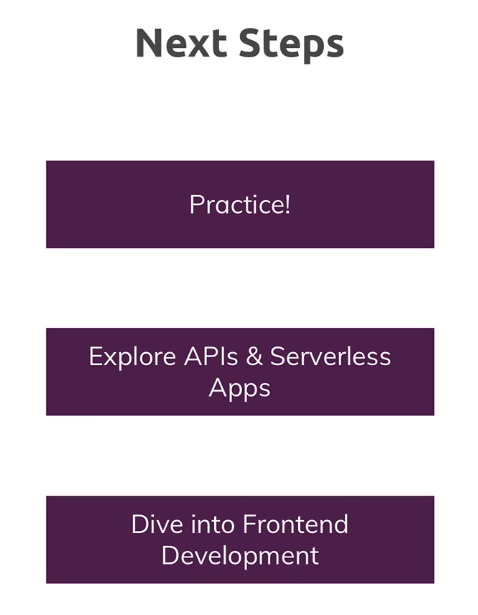 Next Steps
Practice!
Explore APIs & Serverless
Apps
Dive into Frontend
Development